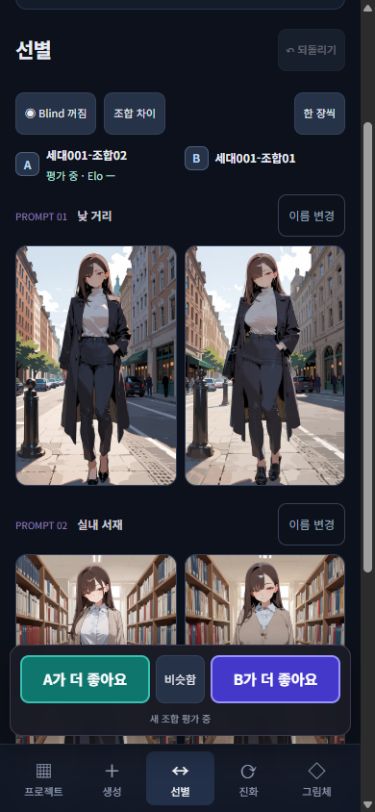 선별
↶ 되돌리기
◉ Blind 꺼짐
조합 차이
한 장씩
A
세대001-조합02
평가 중 · Elo —
B
세대001-조합01
PROMPT 01 낮 거리
이름 변경
PROMPT 02 실내 서재
이름 변경
A가 더 좋아요
비슷함
B가 더 좋아요
새 조합 평가 중
프로젝트
생성
선별
진화
그림체